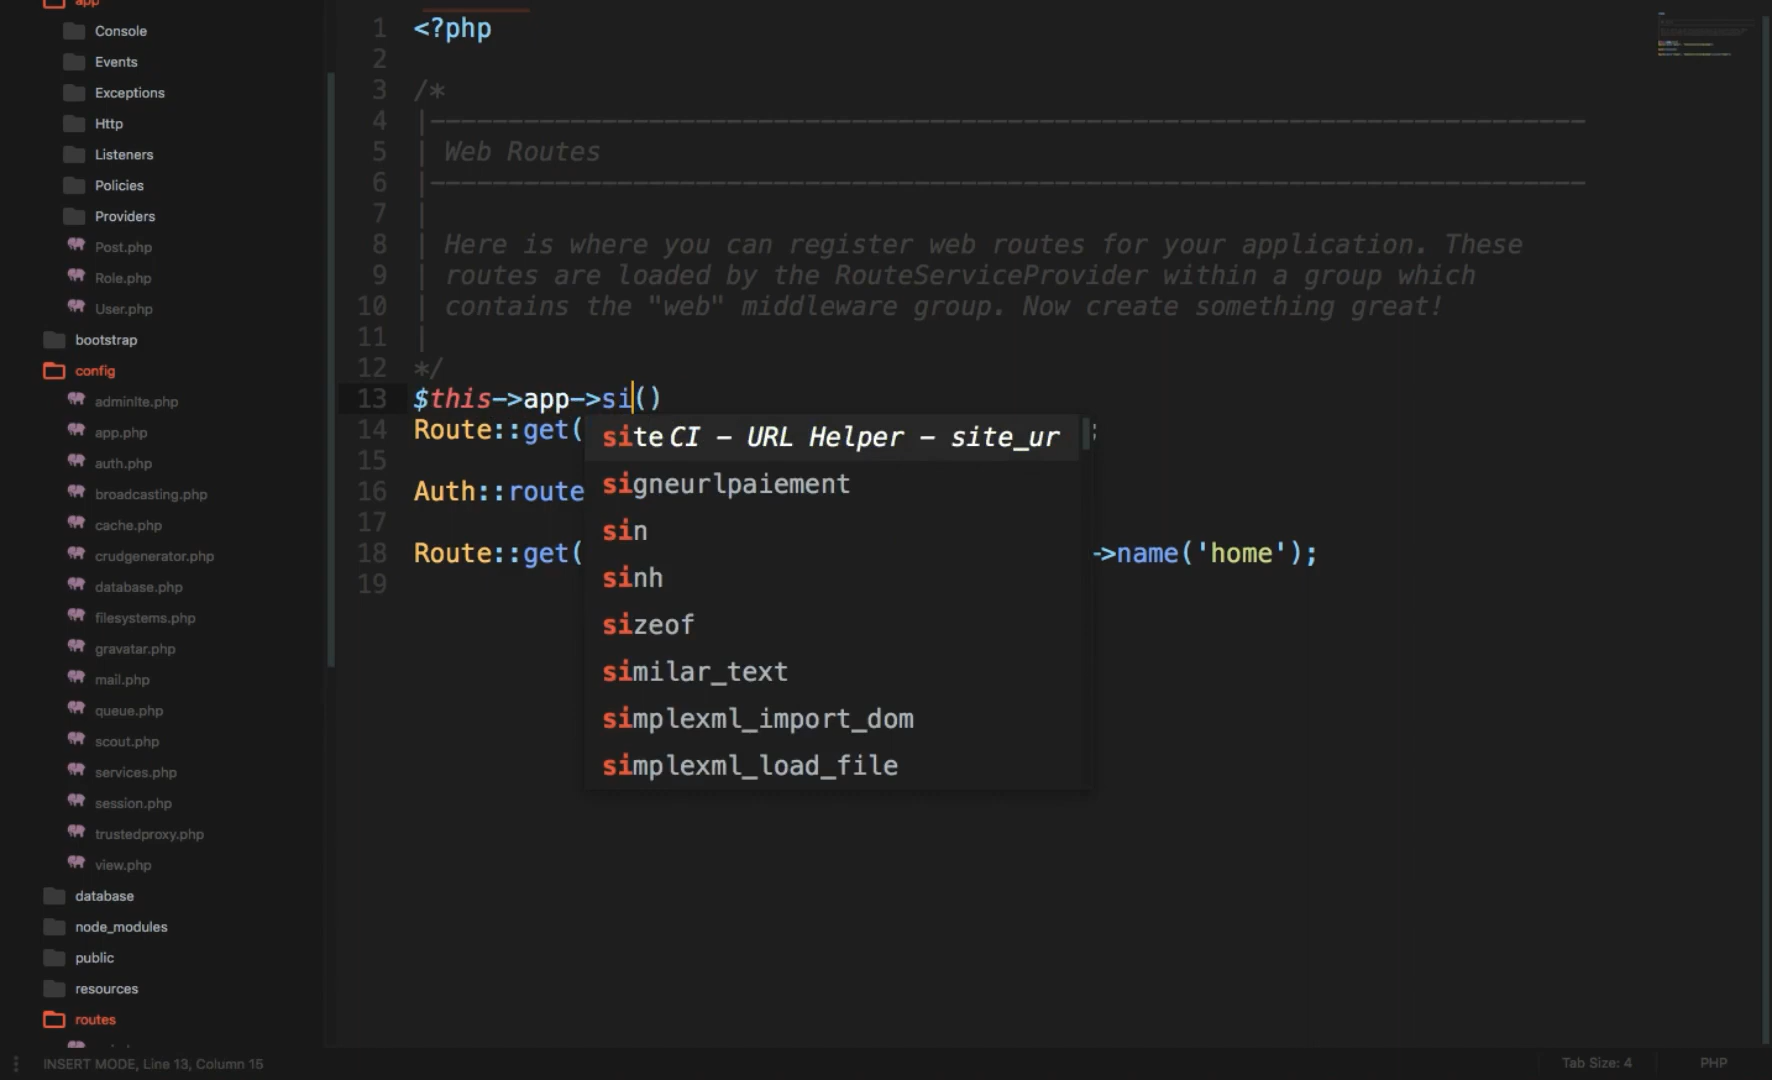 app
Console
Events
Exceptions
Http
Listeners
Policies
Providers
Post.php
Role.php
User.php
bootstrap
config
adminlte.php
app.php
auth.php
broadcasting.php
cache.php
crudgenerator.php
database.php
filesystems.php
gravatar.php
mail.php
queue.php
scout.php
services.php
session.php
trustedproxy.php
view.php
database
node_modules
public
resources
routes
1 <?php
2
3 /*
4 |--------------------------------------------------------------------------
5 | Web Routes
6 |--------------------------------------------------------------------------
7 |
8 | Here is where you can register web routes for your application. These
9 | routes are loaded by the RouteServiceProvider within a group which
10 | contains the "web" middleware group. Now create something great!
11 |
12 */
13 $this->app->si()
14 Route::get( ;
15
16 Auth::route
17
18 Route::get( ->name('home');
19
site CI - URL Helper - site_ur
signeurlpaiement
sin
sinh
sizeof
similar_text
simplexml_import_dom
simplexml_load_file
INSERT MODE, Line 13, Column 15
Tab Size: 4
PHP